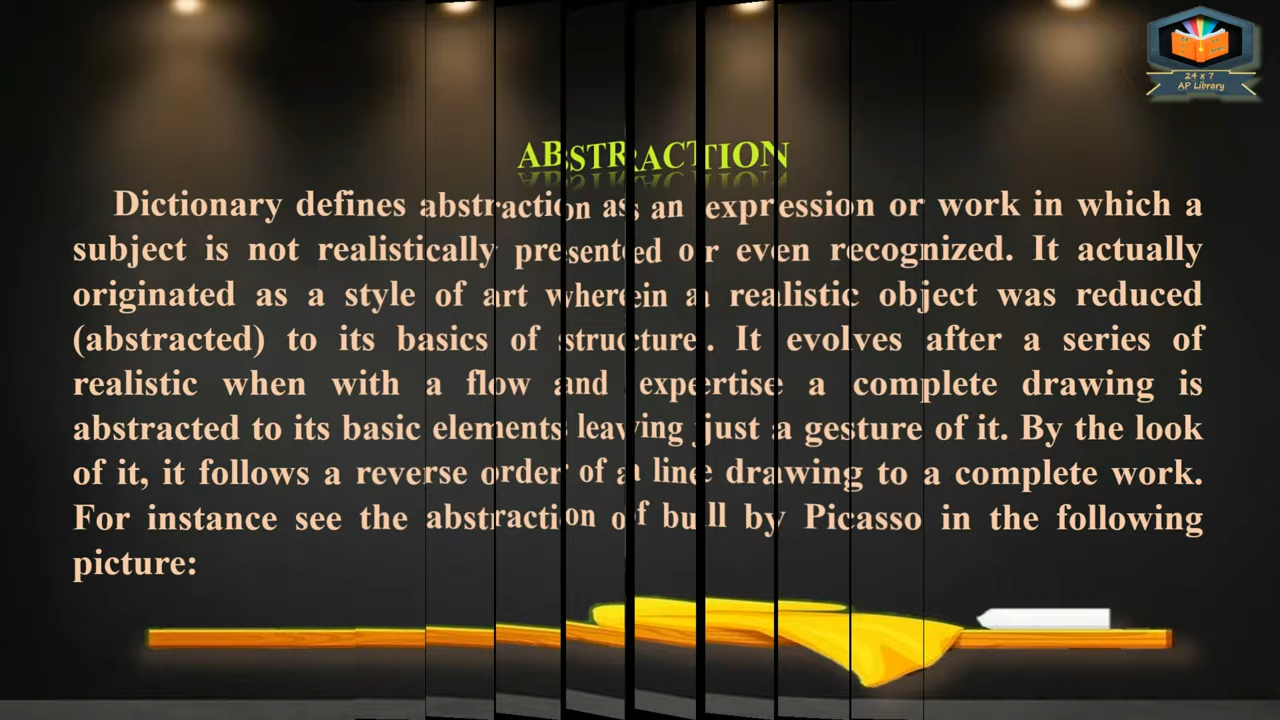 24 x 7
AP Library
ABSTRACTION
Dictionary defines abstraction as an expression or work in which a
subject is not realistically presented or even recognized. It actually
originated as a style of art wherein a realistic object was reduced
(abstracted) to its basics of structure. It evolves after a series of
realistic when with a flow and expertise a complete drawing is
abstracted to its basic elements leaving just a gesture of it. By the look
of it, it follows a reverse order of a line drawing to a complete work.
For instance see the abstraction of bull by Picasso in the following
picture: